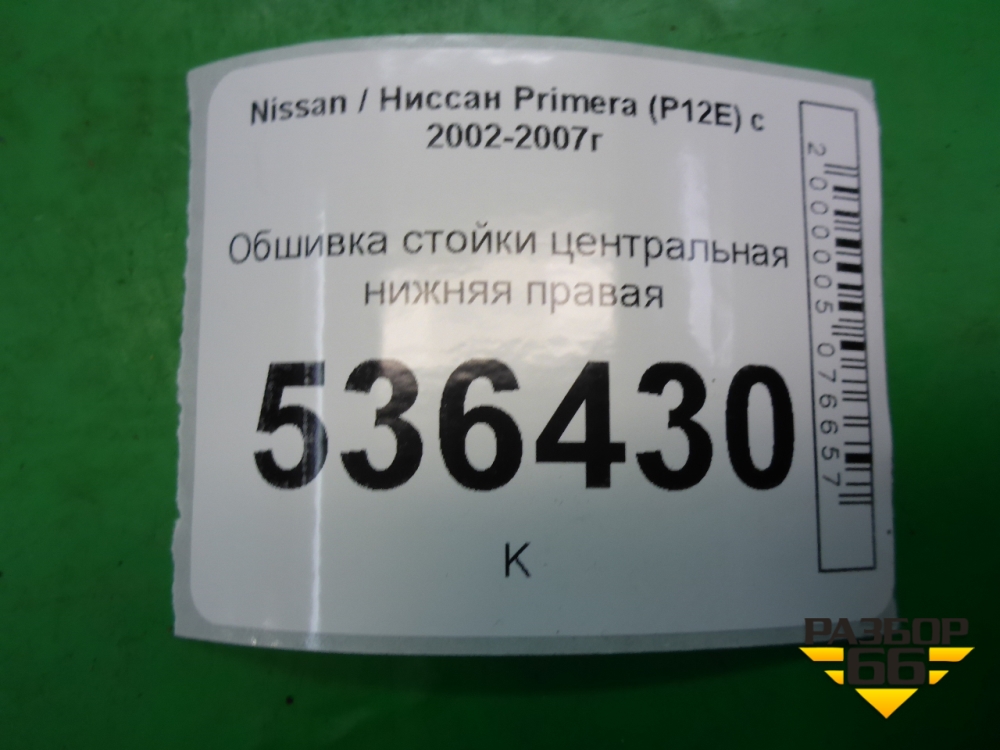 Nissan / Ниссан Primera (P12E) с
2002-2007г
Обшивка стойки центральная
нижняя правая
536430
К
2000005076657
РАЗБОР
66